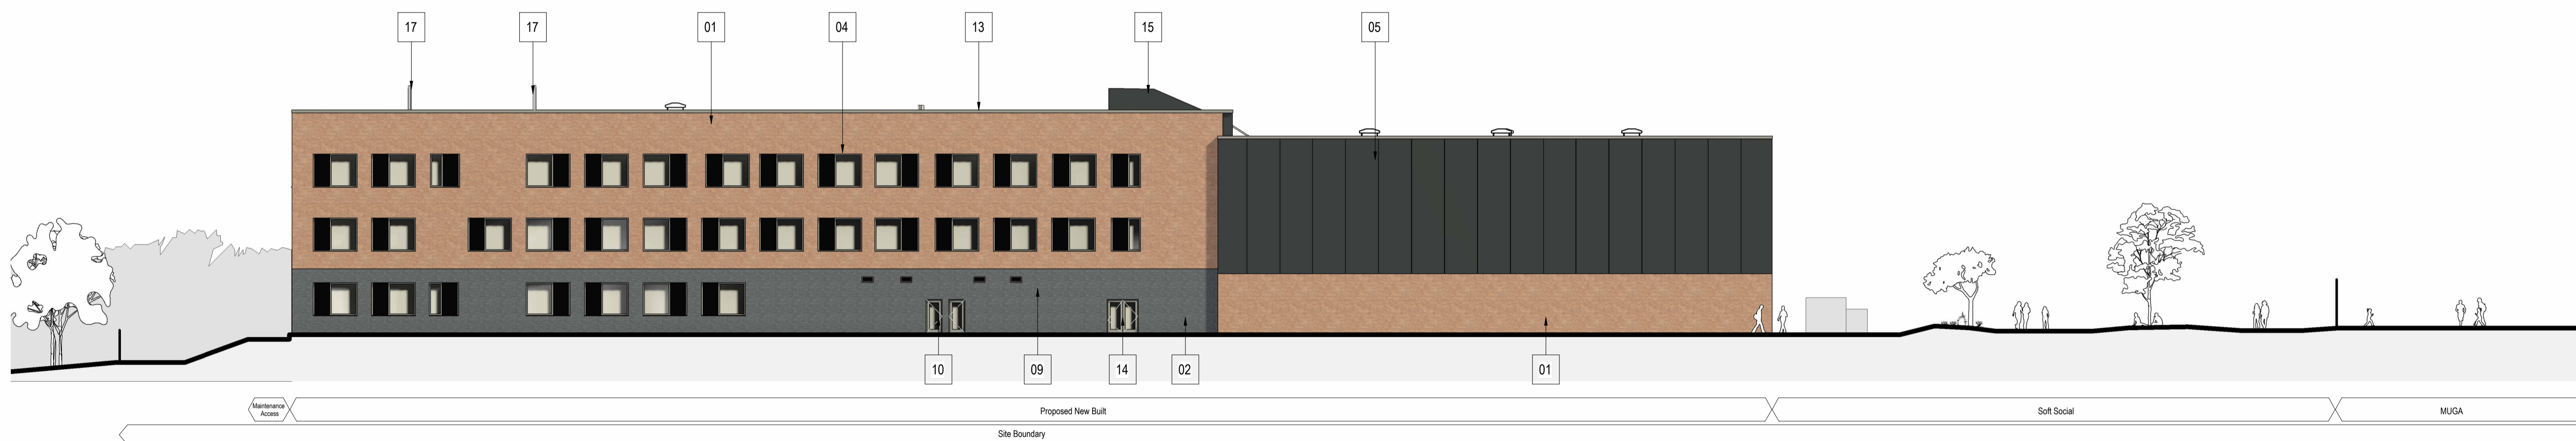 17
17
01
04
13
15
05
10
09
14
02
01
Maintenance
Access
Proposed New Built
Soft Social
MUGA
Site Boundary